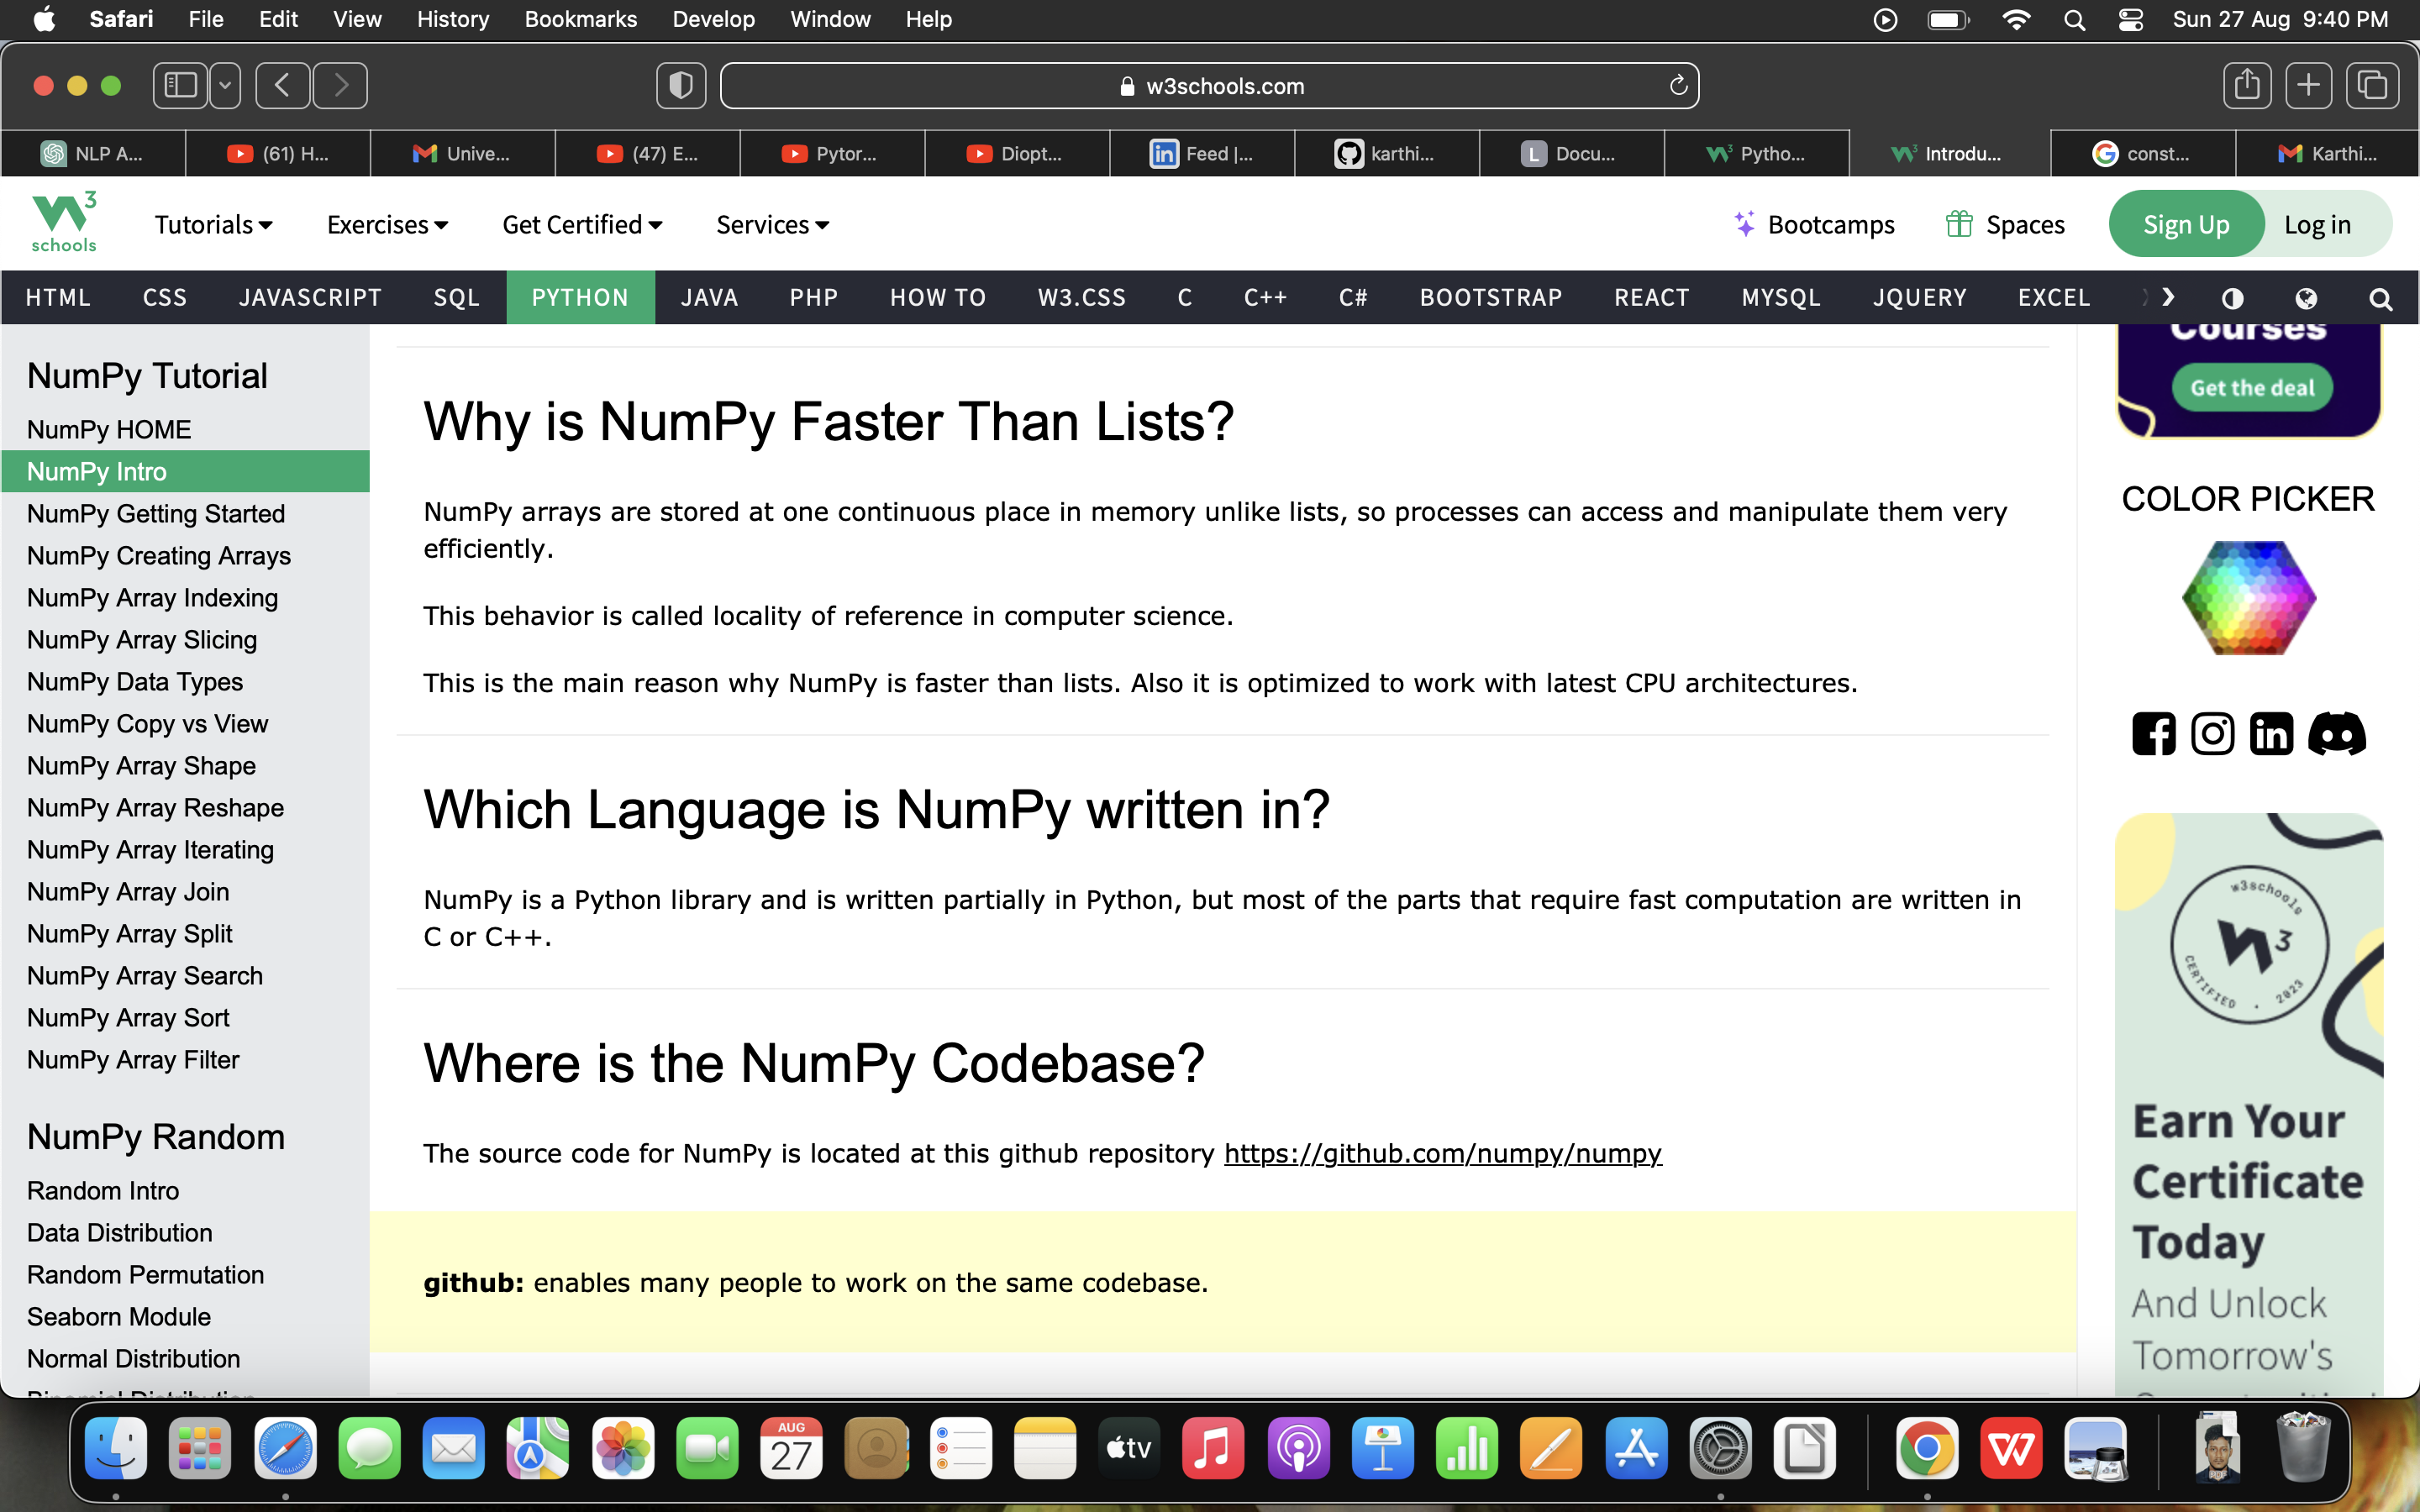 Safari File Edit View History Bookmarks Develop Window Help Sun 27 Aug 9:40 PM
w3schools.com
NLP A... (61) H... Unive... (47) E... Pytor... Diopt... Feed |... karthi... Docu... Pytho... Introdu... const... Karthi...
W3 schools
Tutorials Exercises Get Certified Services Bootcamps Spaces Sign Up Log in
HTML CSS JAVASCRIPT SQL PYTHON JAVA PHP HOW TO W3.CSS C C++ C# BOOTSTRAP REACT MYSQL JQUERY EXCEL
NumPy Tutorial
NumPy HOME
NumPy Intro
NumPy Getting Started
NumPy Creating Arrays
NumPy Array Indexing
NumPy Array Slicing
NumPy Data Types
NumPy Copy vs View
NumPy Array Shape
NumPy Array Reshape
NumPy Array Iterating
NumPy Array Join
NumPy Array Split
NumPy Array Search
NumPy Array Sort
NumPy Array Filter
NumPy Random
Random Intro
Data Distribution
Random Permutation
Seaborn Module
Normal Distribution
Binomial Distribution
Why is NumPy Faster Than Lists?
NumPy arrays are stored at one continuous place in memory unlike lists, so processes can access and manipulate them very
efficiently.
This behavior is called locality of reference in computer science.
This is the main reason why NumPy is faster than lists. Also it is optimized to work with latest CPU architectures.
Which Language is NumPy written in?
NumPy is a Python library and is written partially in Python, but most of the parts that require fast computation are written in
C or C++.
Where is the NumPy Codebase?
The source code for NumPy is located at this github repository https://github.com/numpy/numpy
github: enables many people to work on the same codebase.
Courses
Get the deal
COLOR PICKER
w3schools
W3
CERTIFIED . 2023
Earn Your
Certificate
Today
And Unlock
Tomorrow's
AUG
27
tv